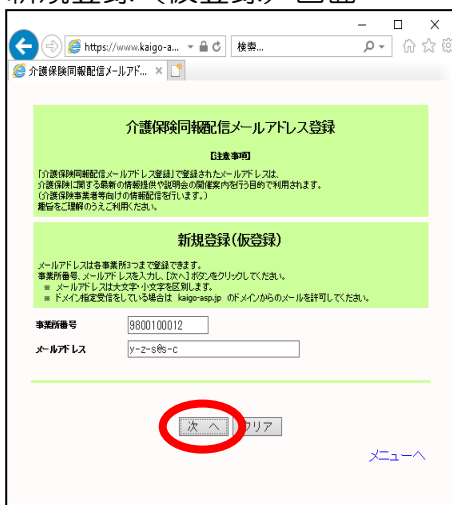 https://www.kaigo-a...
検索...
介護保険同報配信メールアド...
介護保険同報配信メールアドレス登録
【注意事項】
「介護保険同報配信メールアドレス登録」で登録されたメールアドレスは、
介護保険に関する最新の情報提供や説明会の開催案内を行う目的で利用されます。
(介護保険事業者等向けの情報配信を行います。)
趣旨をご理解のうえご利用ください。
新規登録(仮登録)
メールアドレスは各事業所3つまで登録できます。
事業所番号、メールアドレスを入力し、[次へ]ボタンをクリックしてください。
※ メールアドレスは大文字・小文字を区別します。
※ ドメイン指定受信をしている場合は kaigo-asp.jp のドメインからのメールを許可してください。
事業所番号 9800100012
メールアドレス y-z-s@s-c
次 へ クリア
メニューへ